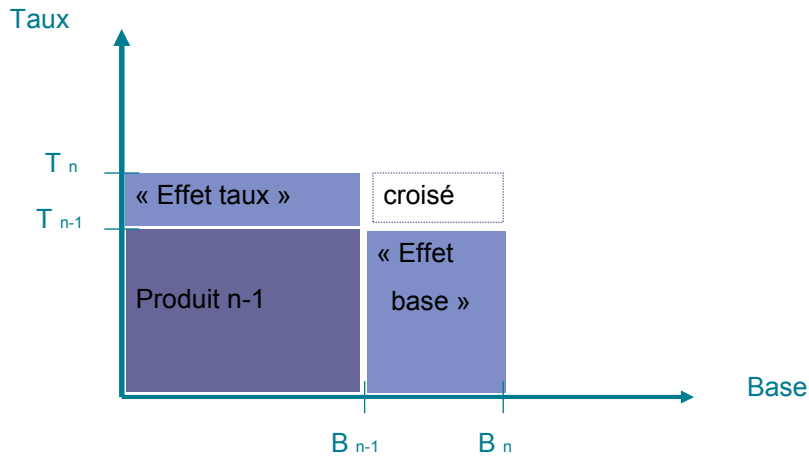 Taux
T n
« Effet taux »
croisé
T n-1
« Effet
base »
Produit n-1
Base
B n-1
B n